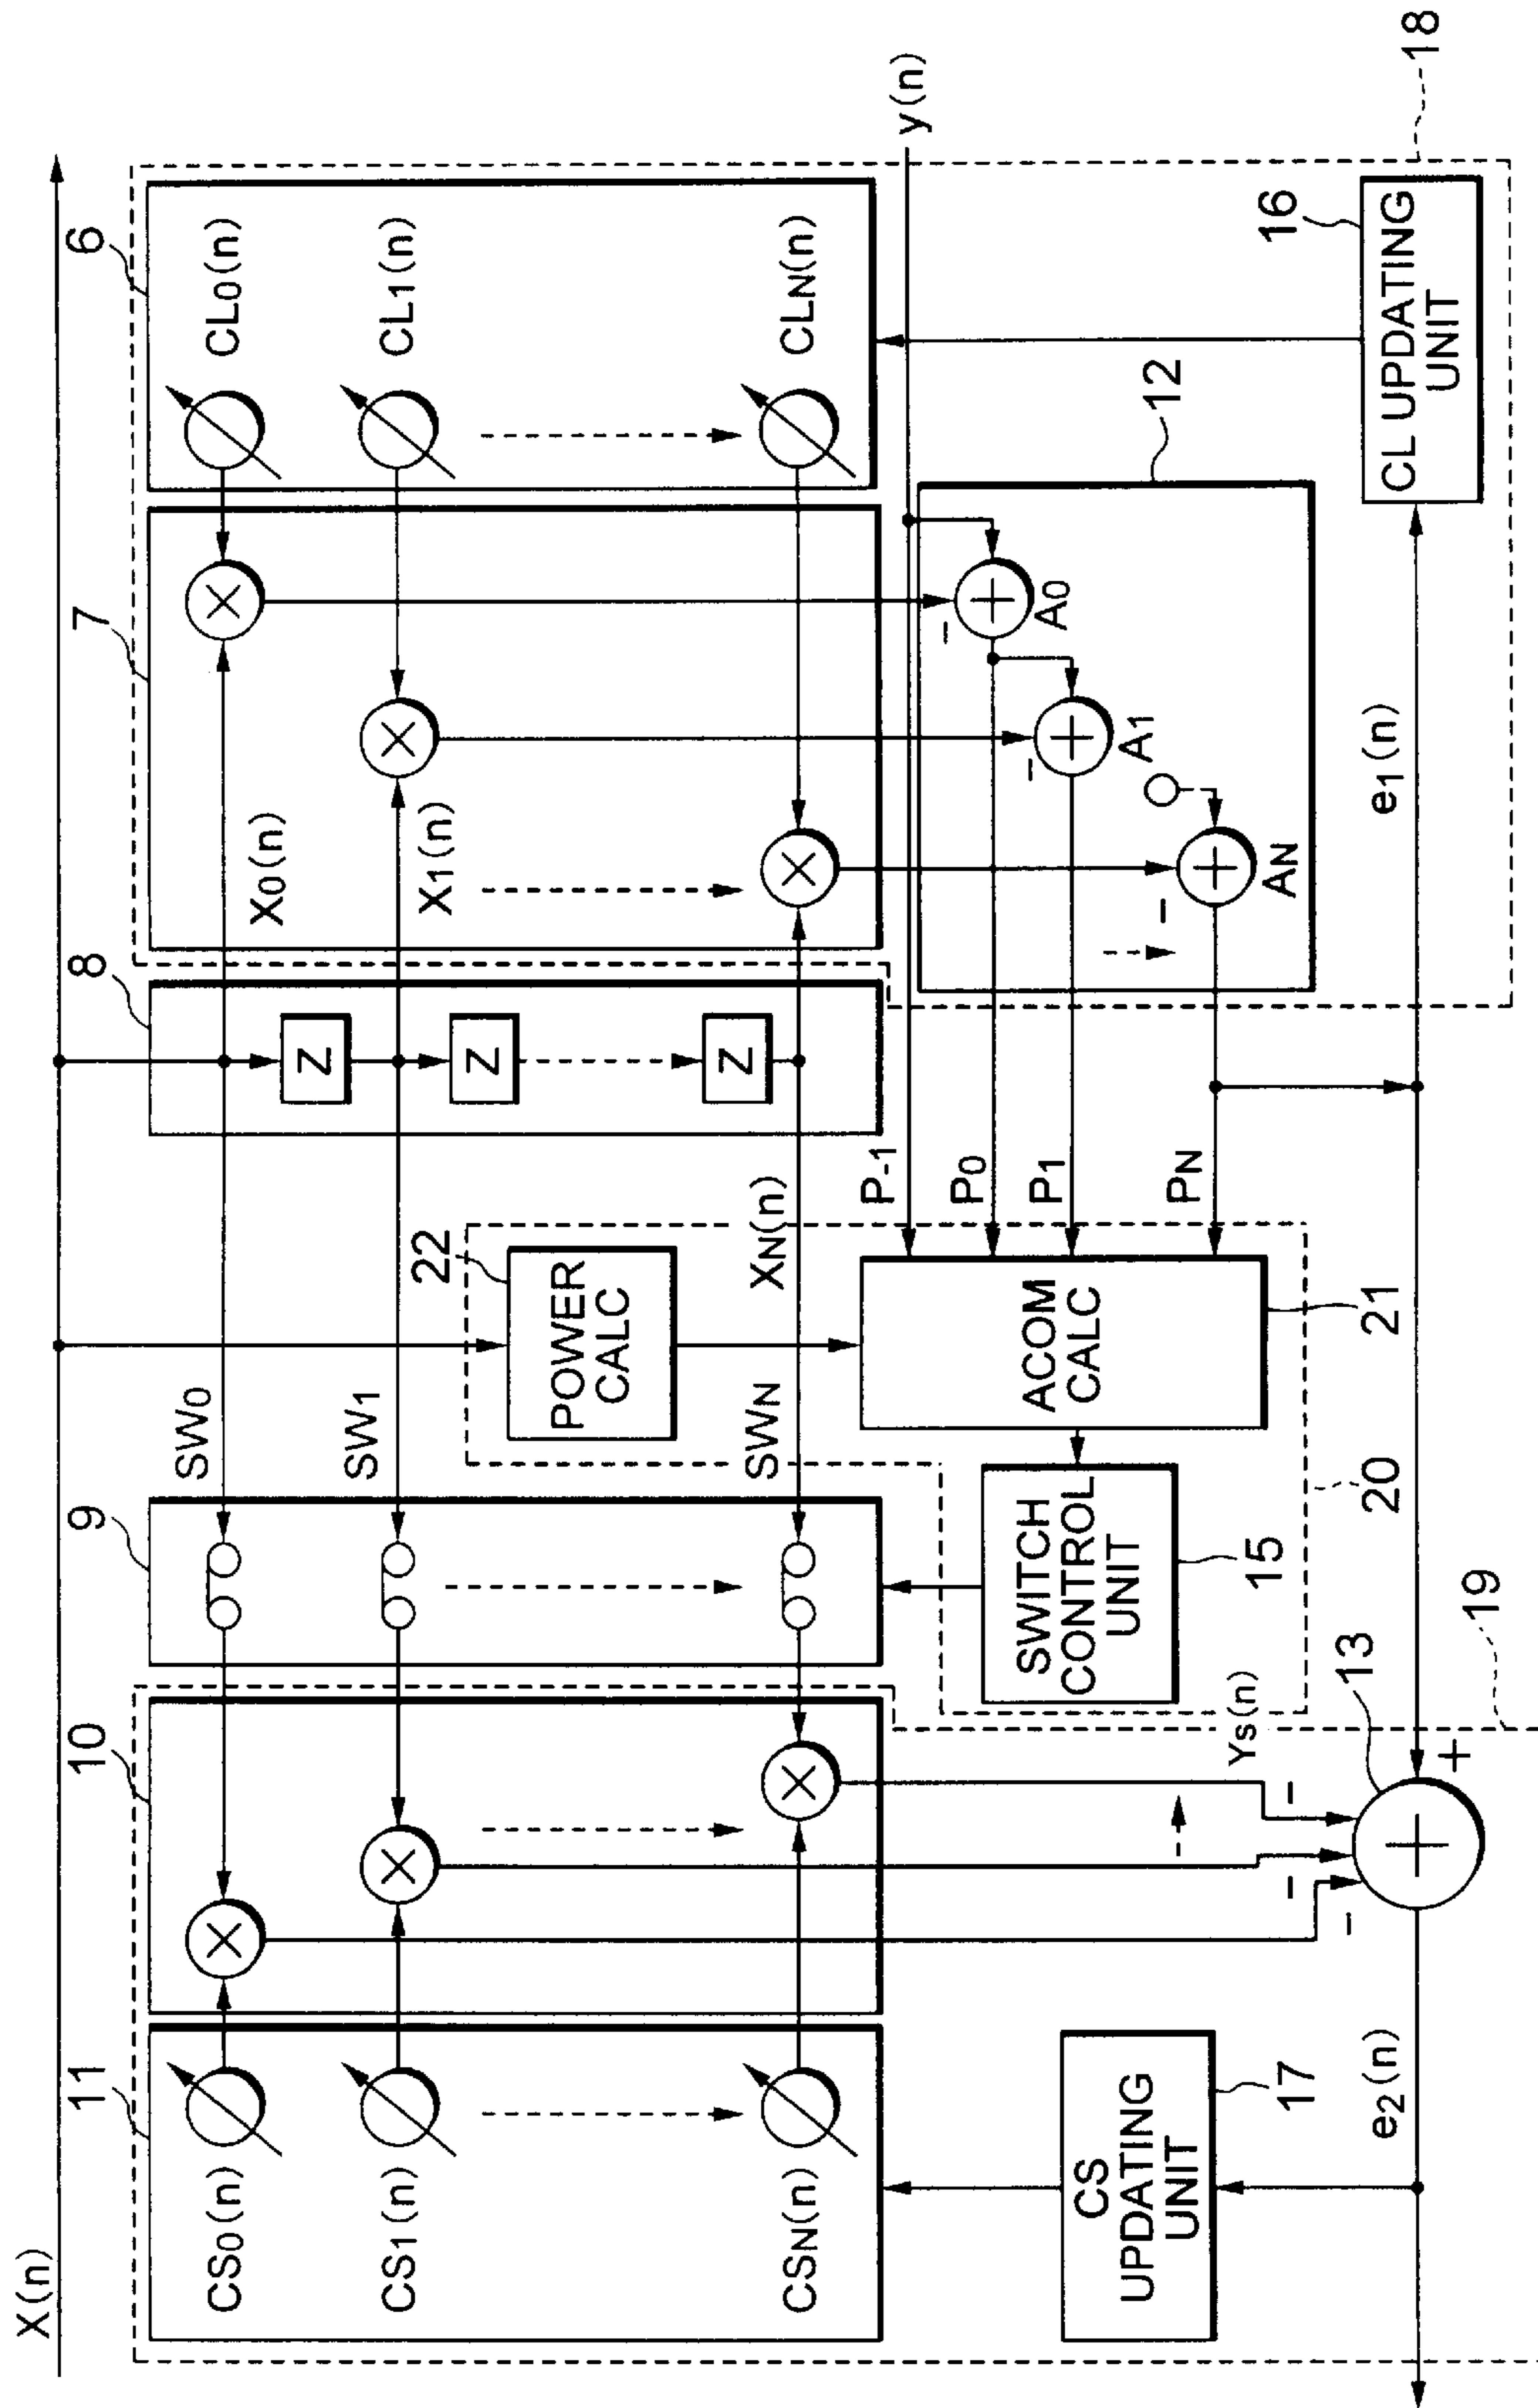 X(n)
11
10
9
8
7
6
CS0(n)
CS1(n)
CSN(n)
SW0
SW1
SWN
22
POWER
CALC
XN(n)
Z
Z
Z
X0(n)
X1(n)
CL0(n)
CL1(n)
CLN(n)
y(n)
P-1
P0
P1
PN
A0
A1
AN
12
ACOM
CALC
21
SWITCH
CONTROL
UNIT
15
20
CS
UPDATING
UNIT
17
YS(n)
13
19
e2(n)
e1(n)
16
CL UPDATING
UNIT
18